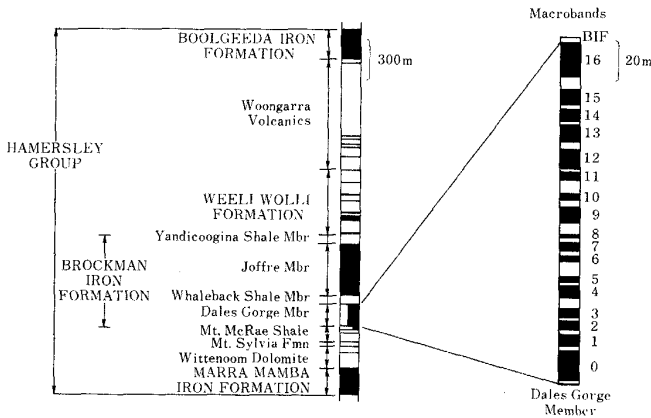 HAMERSLEY
GROUP
BROCKMAN
IRON
FORMATION
BOOLGEEDA IRON
FORMATION
Woongarra
Volcanics
WEELI WOLLI
FORMATION
Yandicoogina Shale Mbr
Joffre Mbr
Whaleback Shale Mbr
Dales Gorge Mbr
Mt. McRae Shale
Mt. Sylvia Fmn
Wittenoom Dolomite
MARRA MAMBA
IRON FORMATION
300m
Macrobands
BIF
16
20m
15
14
13
12
11
10
9
8
7
6
5
4
3
2
1
0
Dales Gorge
Member